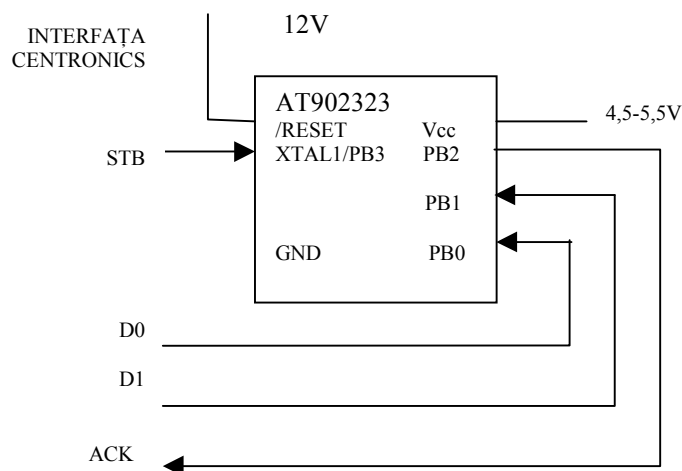 12V
INTERFAȚA
CENTRONICS
AT902323
/RESET Vcc
4,5-5,5V
STB
XTAL1/PB3 PB2
PB1
GND PB0
D0
D1
ACK